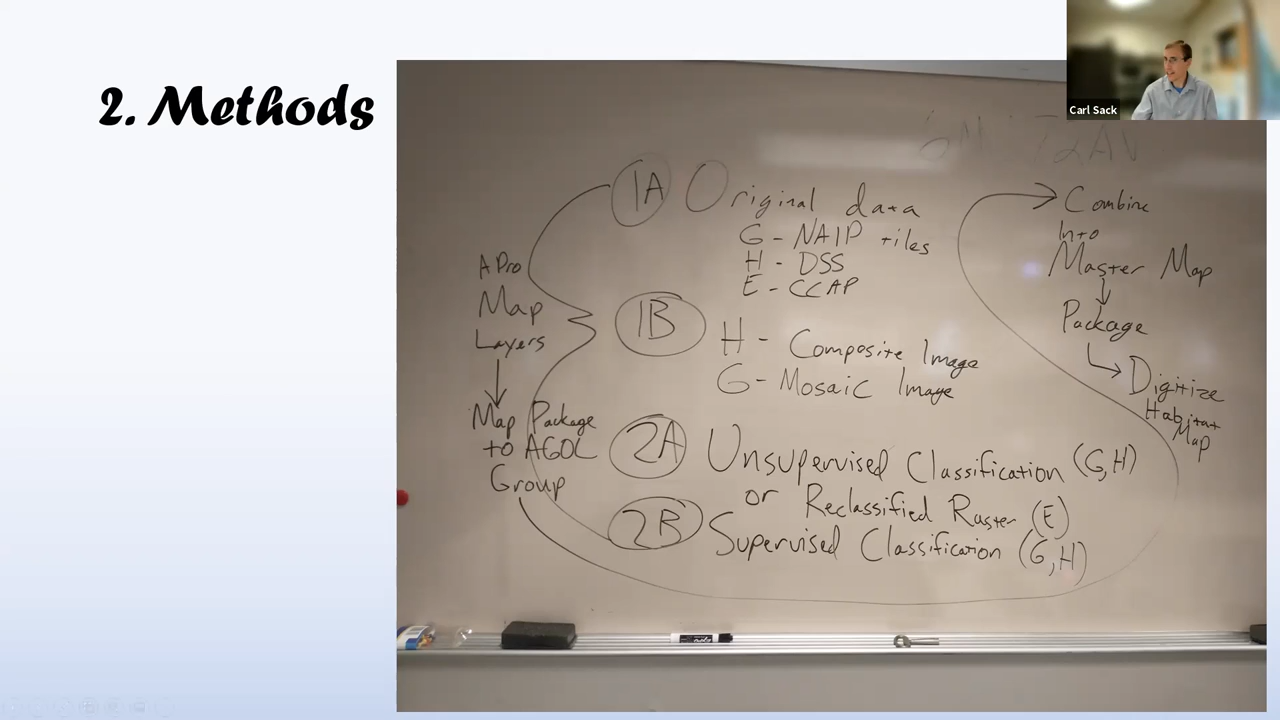 2. Methods
Carl Sack
1A Original data
G - NAIP tiles
H - DSS
E - CCAP
1B H - Composite Image
G - Mosaic Image
2A Unsupervised Classification (G,H)
or Reclassified Raster (E)
2B Supervised Classification (G,H)
APro
Map
Layers
Map Package
to AGOL
Group
Combine
Into
Master Map
Package
Digitize
Habitat
Map